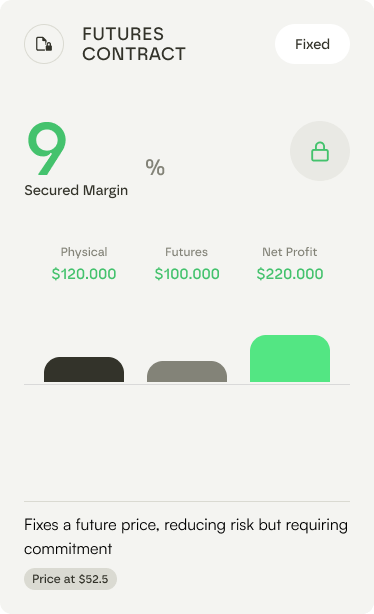 FUTURES
CONTRACT
Fixed
9
%
Secured Margin
Physical
Futures
Net Profit
$120.000
$100.000
$220.000
Fixes a future price, reducing risk but requiring
commitment
Price at $52.5